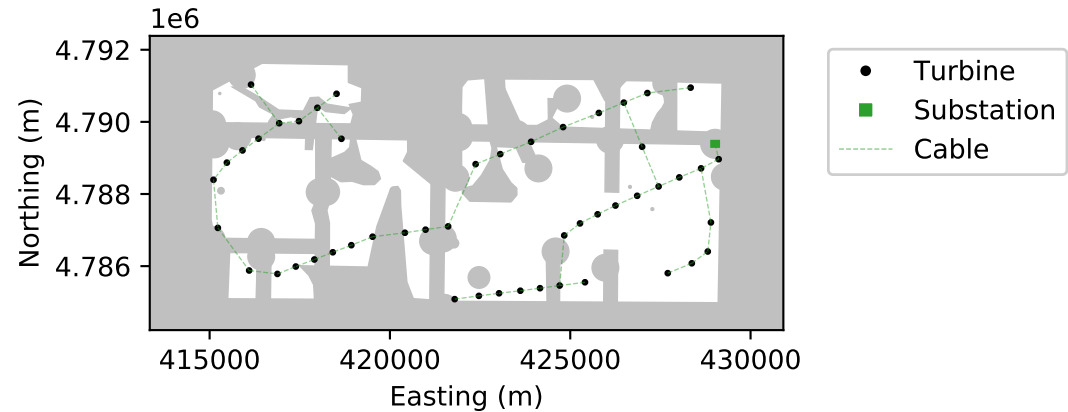 1e6
4.792
4.790
4.788
4.786
Northing (m)
415000 420000 425000 430000
Easting (m)
Turbine
Substation
Cable